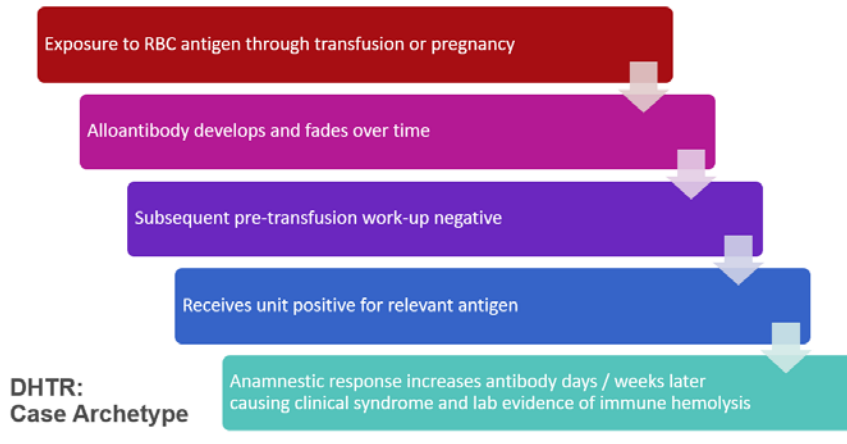 Exposure to RBC antigen through transfusion or pregnancy
Alloantibody develops and fades over time
Subsequent pre-transfusion work-up negative
Receives unit positive for relevant antigen
Anamnestic response increases antibody days / weeks later
causing clinical syndrome and lab evidence of immune hemolysis
DHTR:
Case Archetype